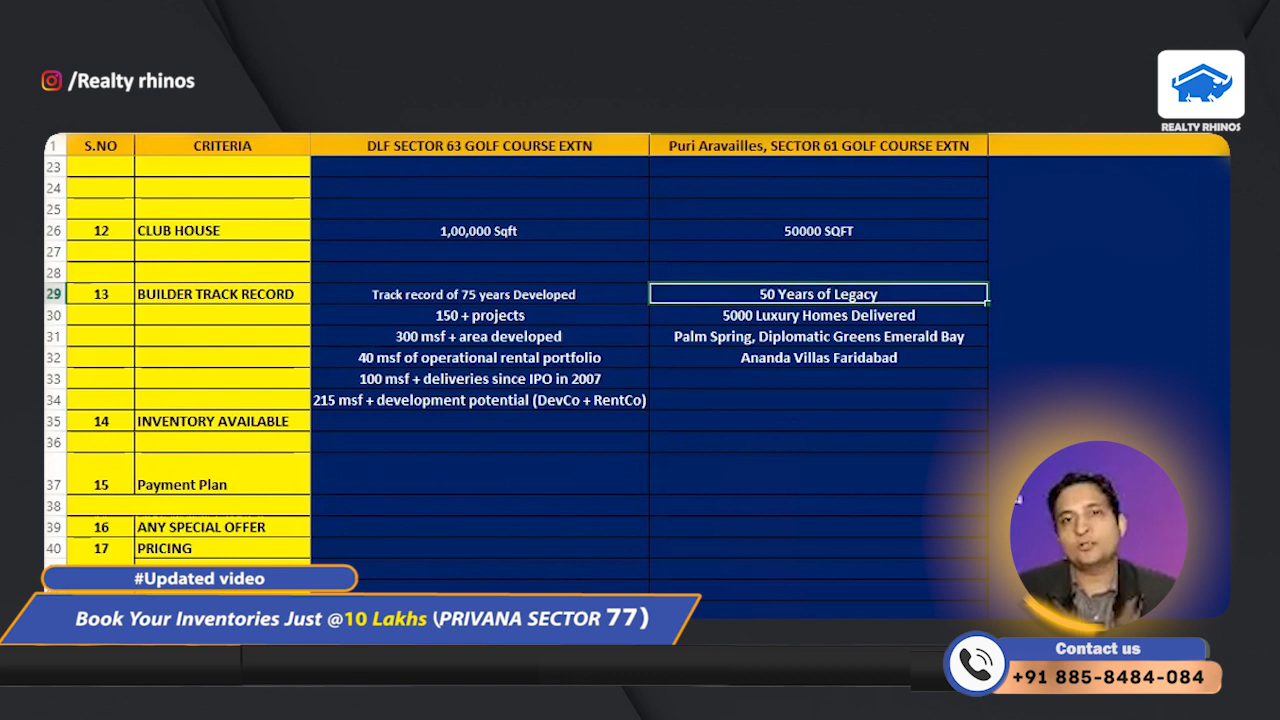 /Realty rhinos
REALTY RHINOS
1 S.NO CRITERIA DLF SECTOR 63 GOLF COURSE EXTN Puri Aravailles, SECTOR 61 GOLF COURSE EXTN
23
24
25
26 12 CLUB HOUSE 1,00,000 Sqft 50000 SQFT
27
28
29 13 BUILDER TRACK RECORD Track record of 75 years Developed 50 Years of Legacy
30 150 + projects 5000 Luxury Homes Delivered
31 300 msf + area developed Palm Spring, Diplomatic Greens Emerald Bay
32 40 msf of operational rental portfolio Ananda Villas Faridabad
33 100 msf + deliveries since IPO in 2007
34 215 msf + development potential (DevCo + RentCo)
35 14 INVENTORY AVAILABLE
36
37 15 Payment Plan
38
39 16 ANY SPECIAL OFFER
40 17 PRICING
#Updated video
Book Your Inventories Just @10 Lakhs (PRIVANA SECTOR 77)
Contact us
+91 885-8484-084